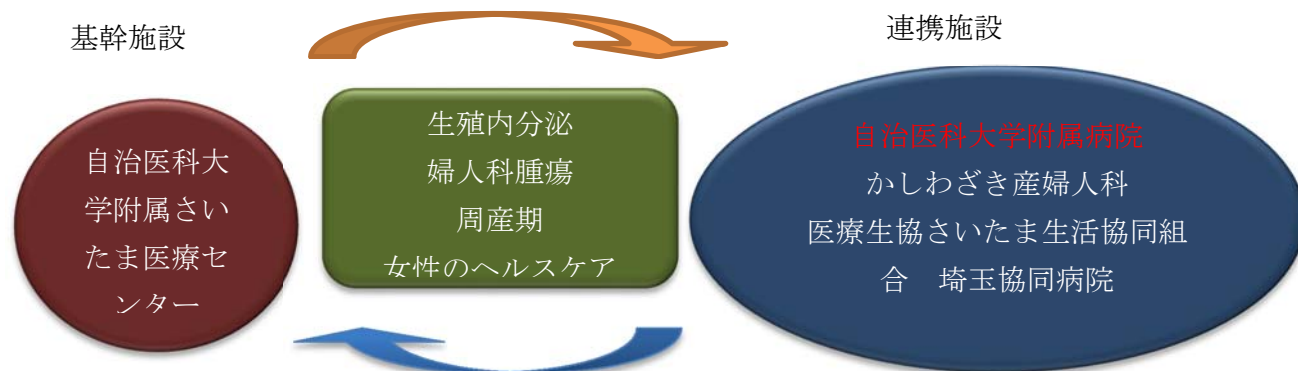 基幹施設
連携施設
自治医科大
学附属さい
たま医療セ
ンター
生殖内分泌
婦人科腫瘍
周産期
女性のヘルスケア
自治医科大学附属病院
かしわざき産婦人科
医療生協さいたま生活協同組
合　埼玉協同病院